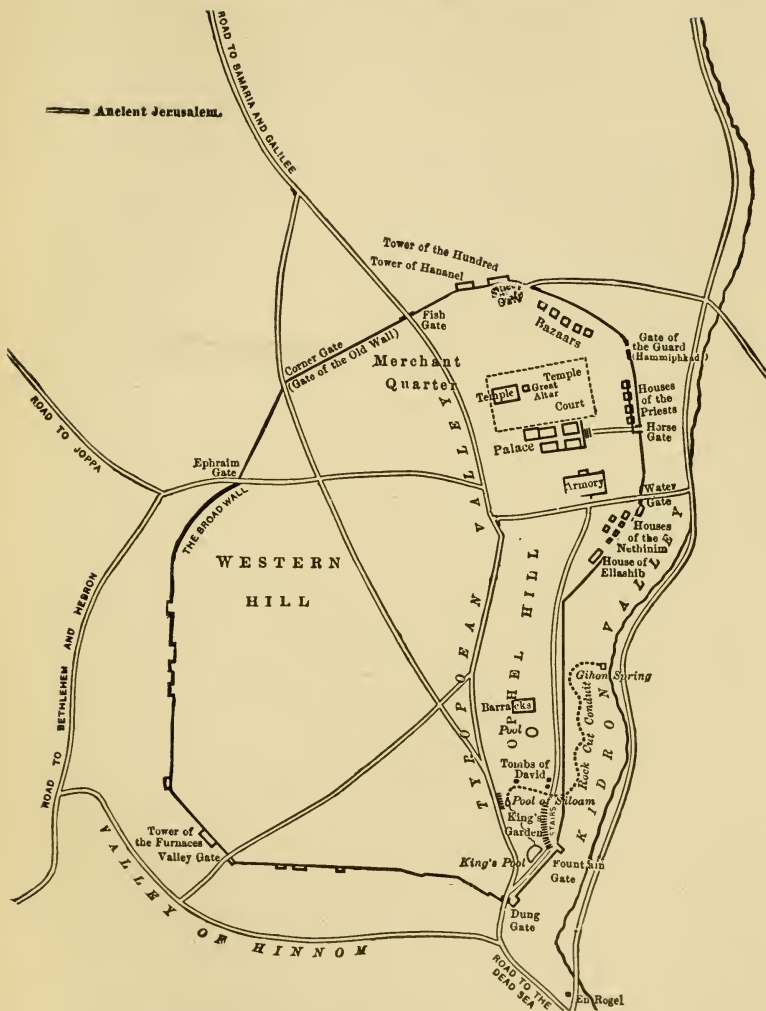 ROAD TO SAMARIA AND GALILEE
Ancient Jerusalem.
Tower of the Hundred
Tower of Hananel
Gate
Bazaars
Fish
Gate
Corner Gate
(Gate of the Old Wall)
Merchant
Quarter
Gate of
the Guard
(Hammiphkad)
Temple
Great
Altar
Temple
Court
Houses
of the
Priests
Horse
Gate
Palace
ROAD TO JOPPA
Ephraim
Gate
THE BROAD WALL
Armory
Water
Gate
Houses
of the
Nethinim
House of
Eliashib
WESTERN
HILL
TYROPOEAN VALLEY
OPHEL HILL
KIDRON VALLEY
ROAD TO BETHLEHEM AND HEBRON
Gihon Spring
Rock Cut Conduit
Barracks
Pool
Tombs of
David
Pool of Siloam
King's
Garden
STAIRS
King's Pool
Fountain
Gate
Tower of
the Furnaces
Valley Gate
VALLEY OF HINNOM
Dung
Gate
ROAD TO THE
DEAD SEA
En Rogel